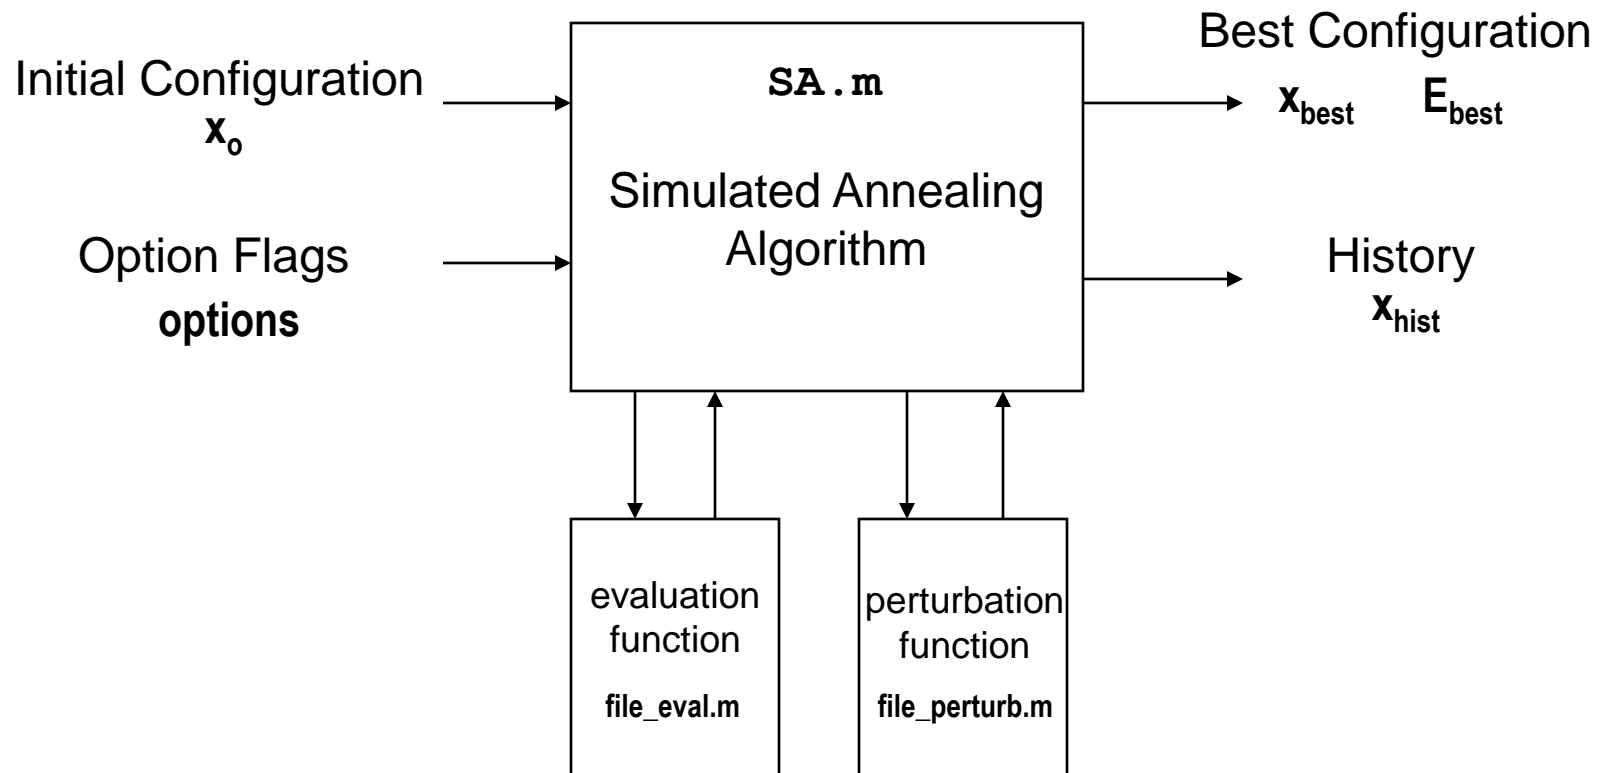 Initial Configuration
xo
Option Flags
options
SA.m
Simulated Annealing
Algorithm
Best Configuration
xbest Ebest
History
xhist
evaluation
function
file_eval.m
perturbation
function
file_perturb.m